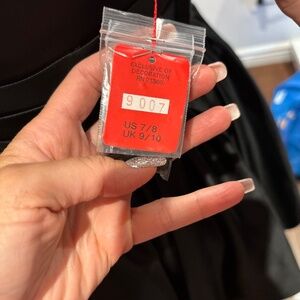 EXCLUSIVE OF
DECORATION
9007
US 7/8
UK 9/10